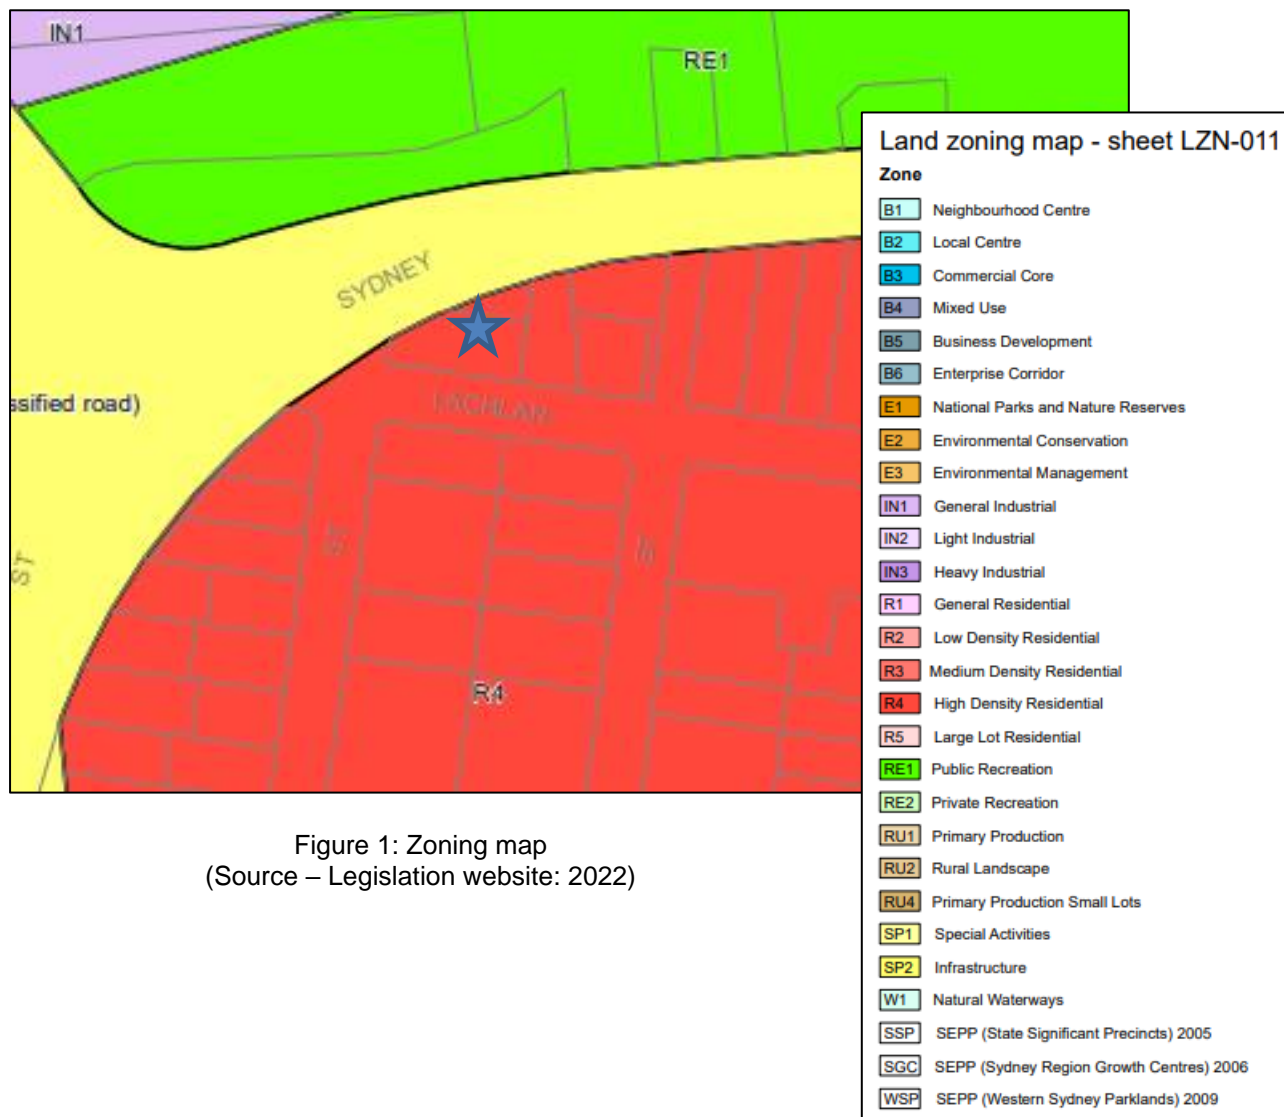 IN1
RE1
SYDNEY
ssified road)
LACHLAN
ST
ST
ST
R4
Land zoning map - sheet LZN-011
Zone
B1 Neighbourhood Centre
B2 Local Centre
B3 Commercial Core
B4 Mixed Use
B5 Business Development
B6 Enterprise Corridor
E1 National Parks and Nature Reserves
E2 Environmental Conservation
E3 Environmental Management
IN1 General Industrial
IN2 Light Industrial
IN3 Heavy Industrial
R1 General Residential
R2 Low Density Residential
R3 Medium Density Residential
R4 High Density Residential
R5 Large Lot Residential
RE1 Public Recreation
RE2 Private Recreation
RU1 Primary Production
RU2 Rural Landscape
RU4 Primary Production Small Lots
SP1 Special Activities
SP2 Infrastructure
W1 Natural Waterways
SSP SEPP (State Significant Precincts) 2005
SGC SEPP (Sydney Region Growth Centres) 2006
WSP SEPP (Western Sydney Parklands) 2009
Figure 1: Zoning map
(Source – Legislation website: 2022)